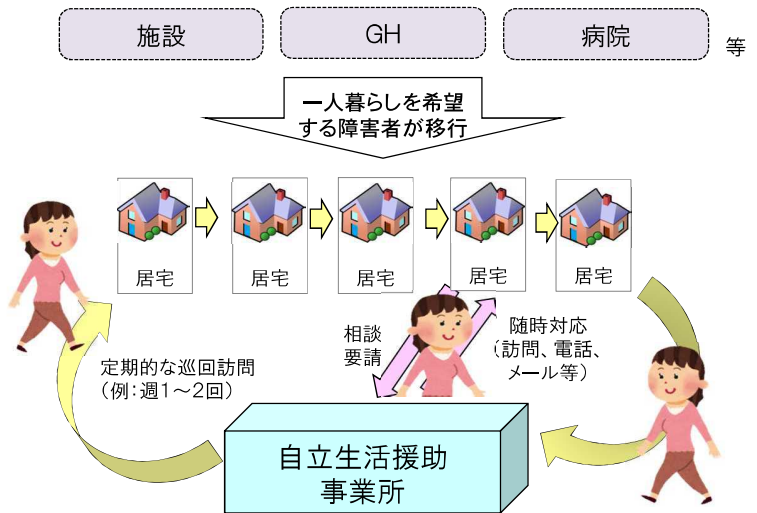 施設
GH
病院
等
一人暮らしを希望
する障害者が移行
居宅
居宅
居宅
居宅
居宅
定期的な巡回訪問
（例：週１～２回）
相談
要請
随時対応
（訪問、電話、
メール等）
自立生活援助
事業所